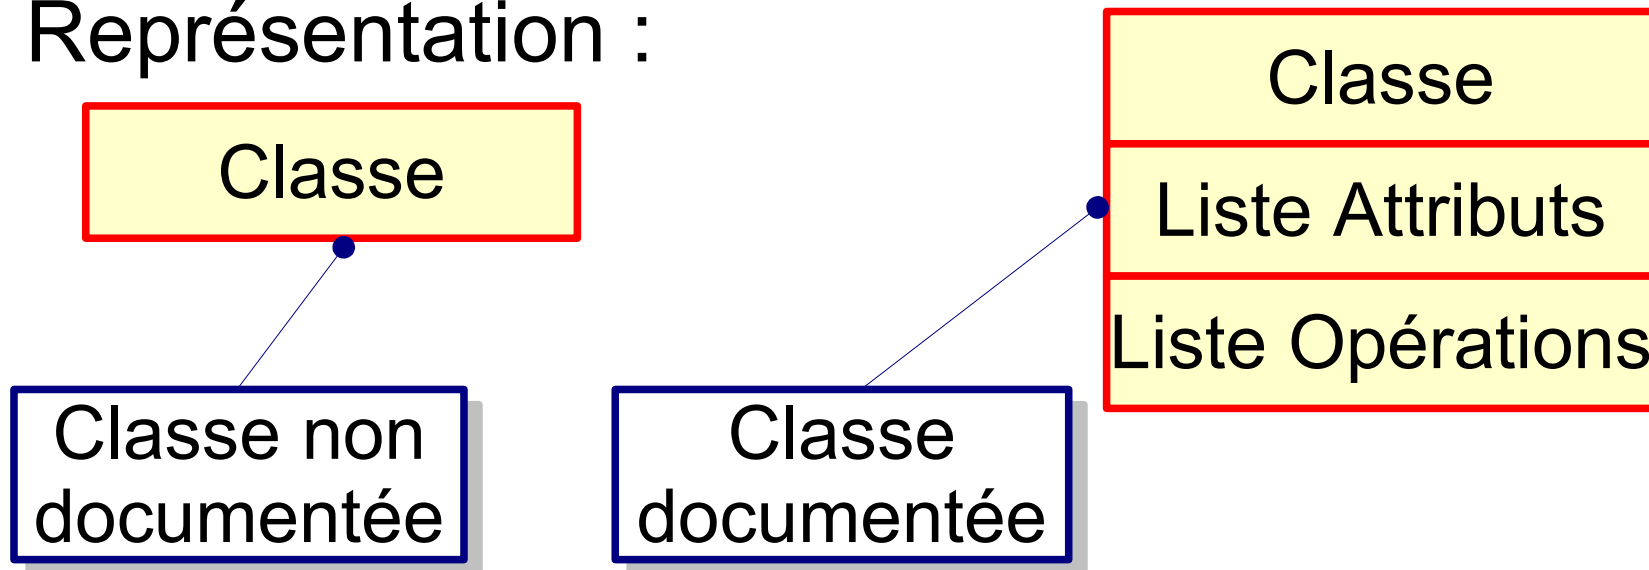 Représentation :
Classe
Classe
Liste Attributs
Liste Opérations
Classe non
documentée
Classe
documentée